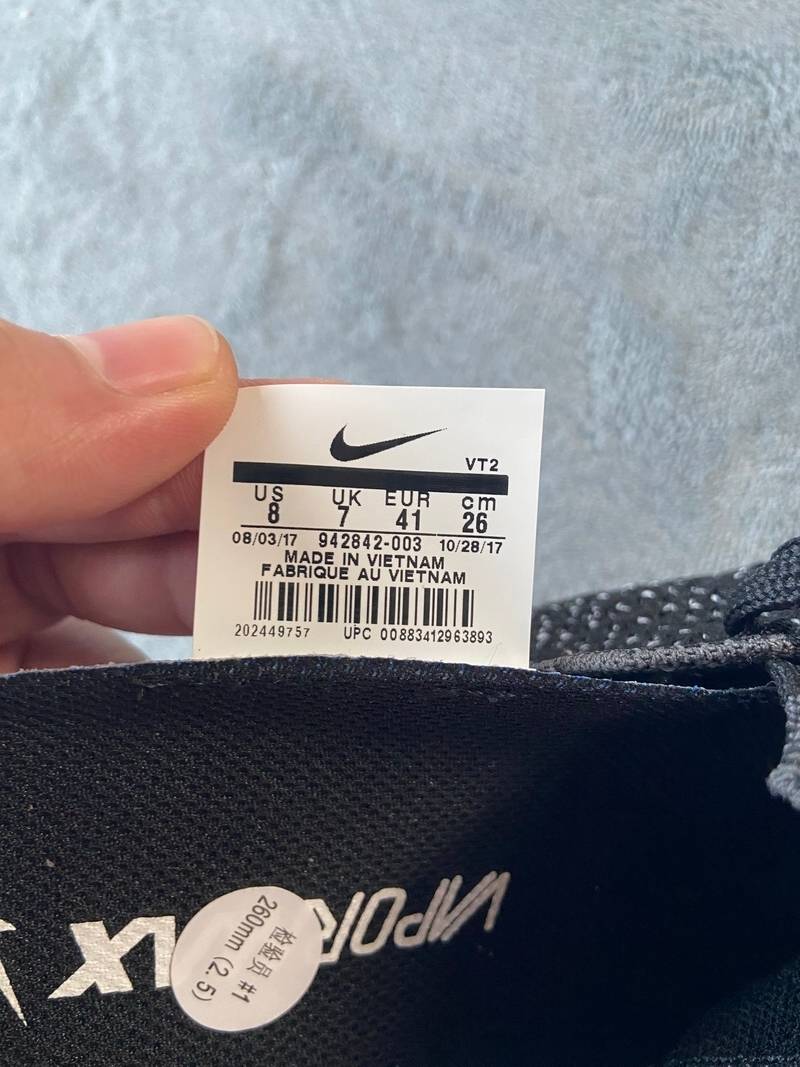 VT2
US UK EUR cm
8 7 41 26
08/03/17 942842-003 10/28/17
MADE IN VIETNAM
FABRIQUE AU VIETNAM
202449757 UPC 00883412963893
VAPOR
检验员 #1
260mm (2.5)